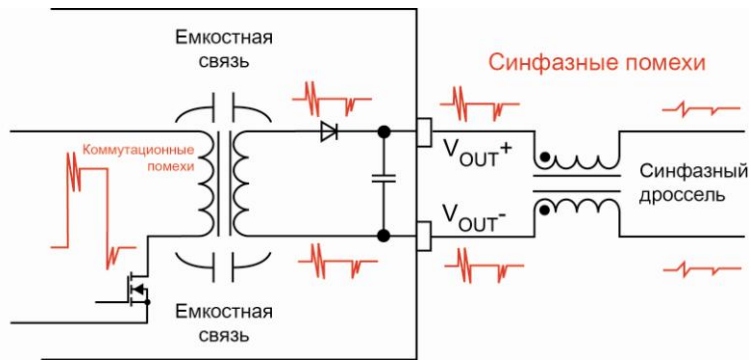 Емкостная
связь
Синфазные помехи
Коммутационные
помехи
VOUT+
Синфазный
дроссель
VOUT-
Емкостная
связь